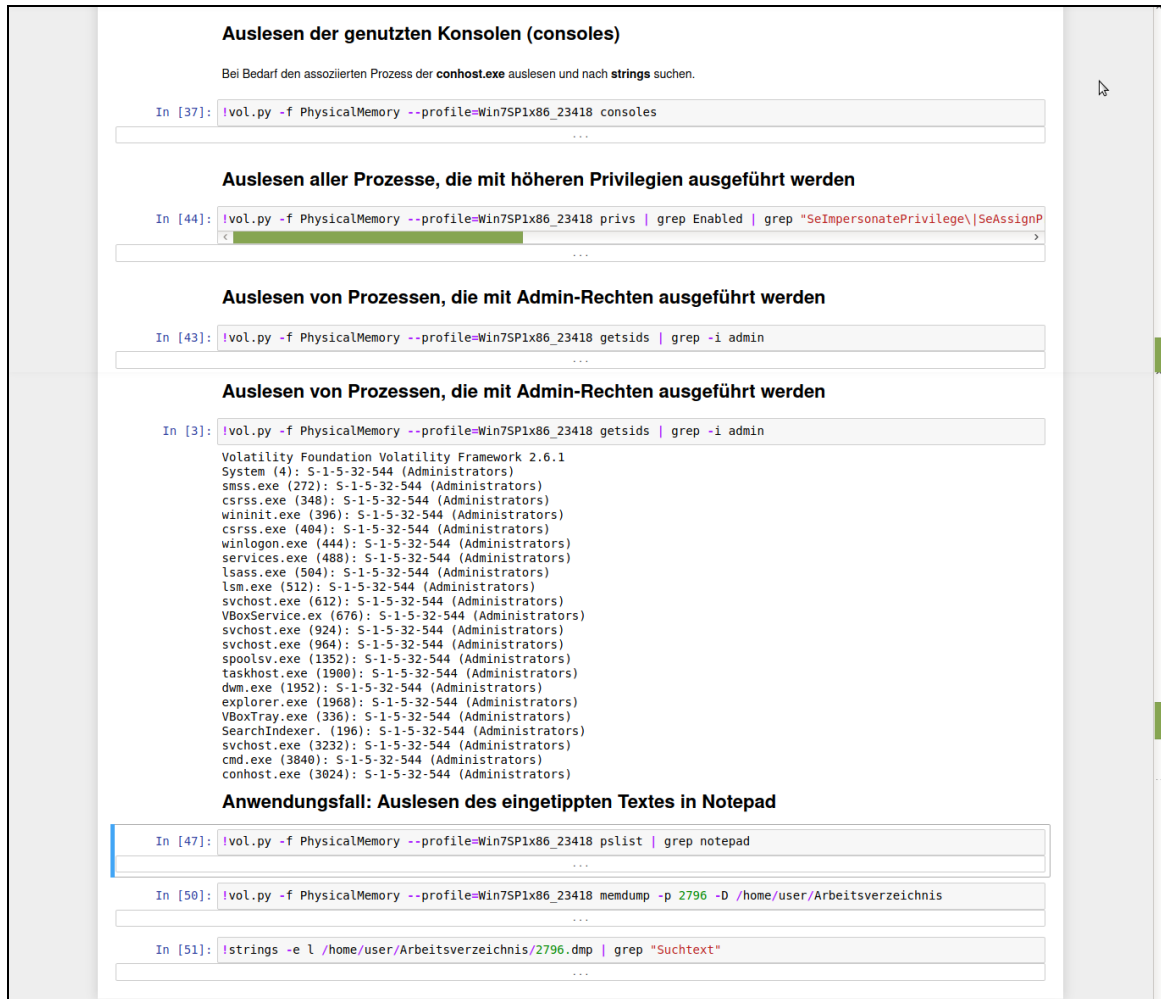 Auslesen der genutzten Konsolen (consoles)
Bei Bedarf den assoziierten Prozess der conhost.exe auslesen und nach strings suchen.
In [37]: !vol.py -f PhysicalMemory --profile=Win7SP1x86_23418 consoles
...
Auslesen aller Prozesse, die mit höheren Privilegien ausgeführt werden
In [44]: !vol.py -f PhysicalMemory --profile=Win7SP1x86_23418 privs | grep Enabled | grep "SeImpersonatePrivilege\|SeAssignP
...
Auslesen von Prozessen, die mit Admin-Rechten ausgeführt werden
In [43]: !vol.py -f PhysicalMemory --profile=Win7SP1x86_23418 getsids | grep -i admin
...
Auslesen von Prozessen, die mit Admin-Rechten ausgeführt werden
In [3]: !vol.py -f PhysicalMemory --profile=Win7SP1x86_23418 getsids | grep -i admin
Volatility Foundation Volatility Framework 2.6.1
System (4): S-1-5-32-544 (Administrators)
smss.exe (272): S-1-5-32-544 (Administrators)
csrss.exe (348): S-1-5-32-544 (Administrators)
wininit.exe (396): S-1-5-32-544 (Administrators)
csrss.exe (404): S-1-5-32-544 (Administrators)
winlogon.exe (444): S-1-5-32-544 (Administrators)
services.exe (488): S-1-5-32-544 (Administrators)
lsass.exe (504): S-1-5-32-544 (Administrators)
lsm.exe (512): S-1-5-32-544 (Administrators)
svchost.exe (612): S-1-5-32-544 (Administrators)
VBoxService.ex (676): S-1-5-32-544 (Administrators)
svchost.exe (924): S-1-5-32-544 (Administrators)
svchost.exe (964): S-1-5-32-544 (Administrators)
spoolsv.exe (1352): S-1-5-32-544 (Administrators)
taskhost.exe (1900): S-1-5-32-544 (Administrators)
dwm.exe (1952): S-1-5-32-544 (Administrators)
explorer.exe (1968): S-1-5-32-544 (Administrators)
VBoxTray.exe (336): S-1-5-32-544 (Administrators)
SearchIndexer. (196): S-1-5-32-544 (Administrators)
svchost.exe (3232): S-1-5-32-544 (Administrators)
cmd.exe (3840): S-1-5-32-544 (Administrators)
conhost.exe (3024): S-1-5-32-544 (Administrators)
Anwendungsfall: Auslesen des eingetippten Textes in Notepad
In [47]: !vol.py -f PhysicalMemory --profile=Win7SP1x86_23418 pslist | grep notepad
...
In [50]: !vol.py -f PhysicalMemory --profile=Win7SP1x86_23418 memdump -p 2796 -D /home/user/Arbeitsverzeichnis
...
In [51]: !strings -e l /home/user/Arbeitsverzeichnis/2796.dmp | grep "Suchtext"
...